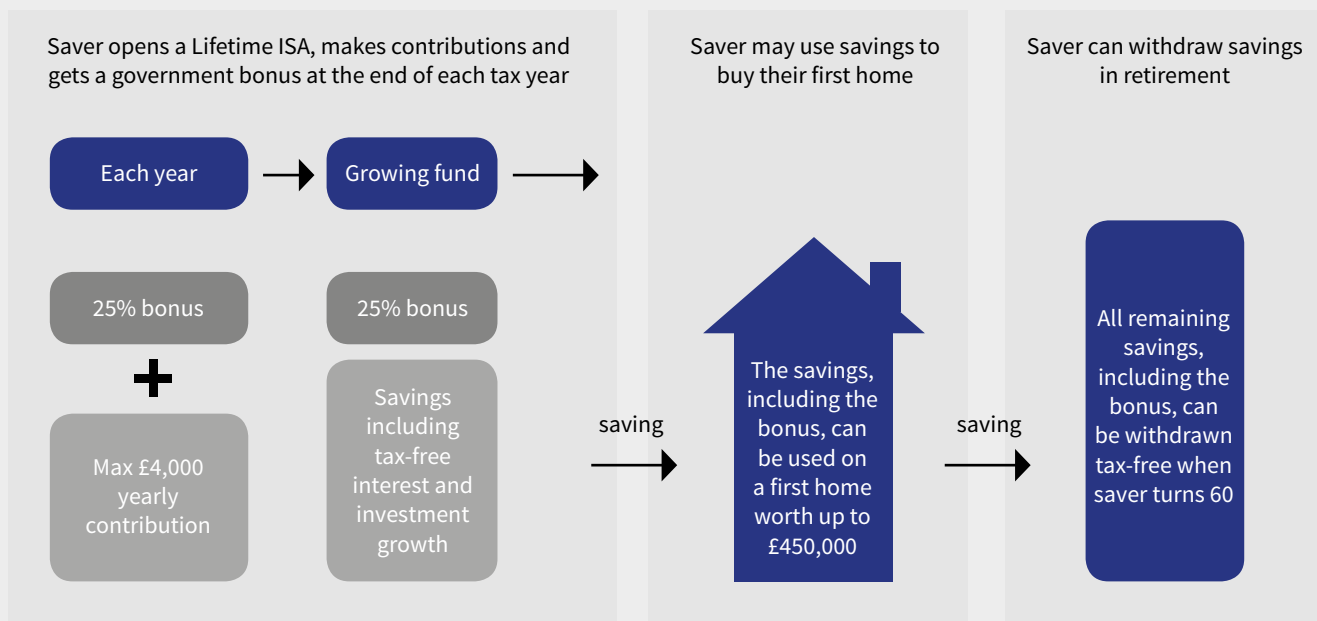 Saver opens a Lifetime ISA, makes contributions and
gets a government bonus at the end of each tax year
Each year
Growing fund
25% bonus
25% bonus
Max £4,000
yearly
contribution
Savings
including
tax-free
interest and
investment
growth
saving
Saver may use savings to
buy their first home
The savings,
including the
bonus, can
be used on
a first home
worth up to
£450,000
saving
Saver can withdraw savings
in retirement
All remaining
savings,
including the
bonus, can
be withdrawn
tax-free when
saver turns 60